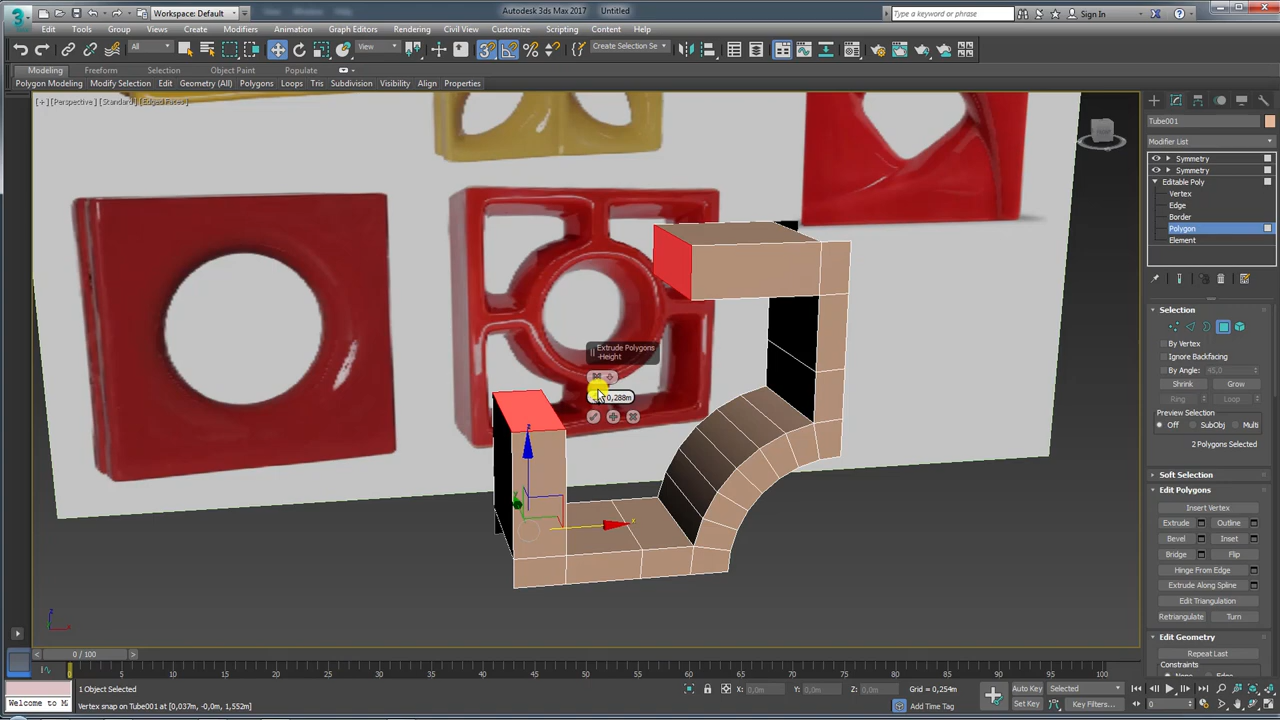 Workspace: Default
Autodesk 3ds Max 2017
Untitled
Type a keyword or phrase
Sign In
Edit
Tools
Group
Views
Create
Modifiers
Animation
Graph Editors
Rendering
Civil View
Customize
Scripting
Content
Help
All
View
Create Selection Se
Modeling
Freeform
Selection
Object Paint
Populate
Polygon Modeling
Modify Selection
Edit
Geometry (All)
Polygons
Loops
Tris
Subdivision
Visibility
Align
Properties
[+] [Perspective] [Standard] [Edged Faces]
Tube001
Modifier List
Symmetry
Symmetry
Editable Poly
Vertex
Edge
Border
Polygon
Element
Selection
By Vertex
Ignore Backfacing
By Angle:
45,0
Shrink
Grow
Ring
Loop
Preview Selection
Off
SubObj
Multi
2 Polygons Selected
Soft Selection
Edit Polygons
Insert Vertex
Extrude
Outline
Bevel
Inset
Bridge
Flip
Hinge From Edge
Extrude Along Spline
Edit Triangulation
Retriangulate
Turn
Edit Geometry
Repeat Last
Constraints
Extrude Polygons
-Height
0,288m
0 / 100
0
5
10
15
20
25
30
35
40
45
50
55
60
65
70
75
80
85
90
95
100
1 Object Selected
X: 0,0m
Y: 0,0m
Z: 0,0m
Grid = 0,254m
Auto Key
Selected
Welcome to M
Vertex snap on Tube001 at [0,037m, -0,0m, 1,552m]
Add Time Tag
Set Key
Key Filters...
0